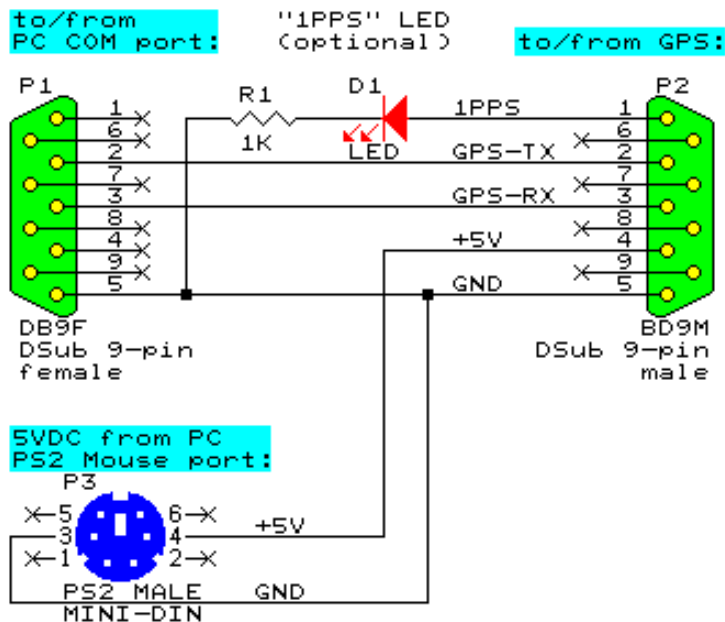 to/from
PC COM port:
"1PPS" LED
(optional)
to/from GPS:
P1
R1
D1
P2
1
6
2
7
3
8
4
9
5
1K
LED
1PPS
GPS-TX
GPS-RX
+5V
GND
1
6
2
7
3
8
4
9
5
DB9F
DSub 9-pin
female
BD9M
DSub 9-pin
male
5VDC from PC
PS2 Mouse port:
P3
5
6
3
4
+5V
1
2
PS2 MALE
MINI-DIN
GND